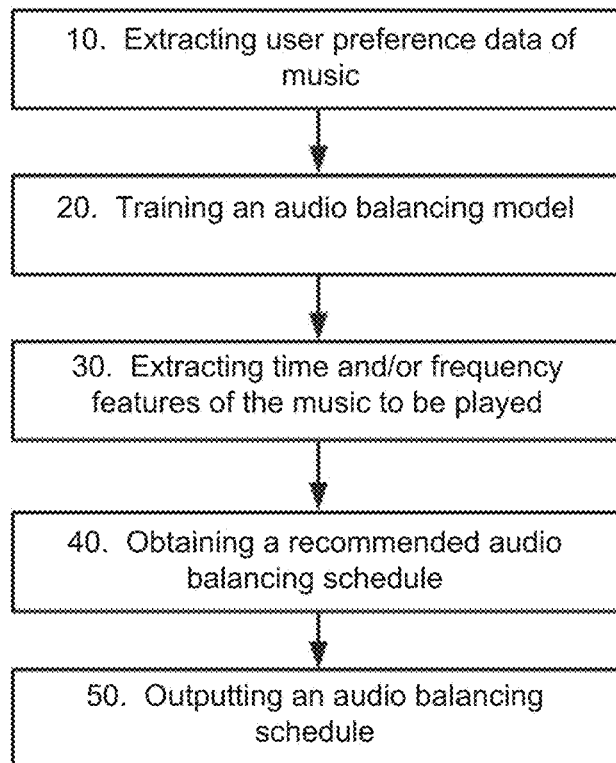 10. Extracting user preference data of
music
20. Training an audio balancing model
30. Extracting time and/or frequency
features of the music to be played
40. Obtaining a recommended audio
balancing schedule
50. Outputting an audio balancing
schedule